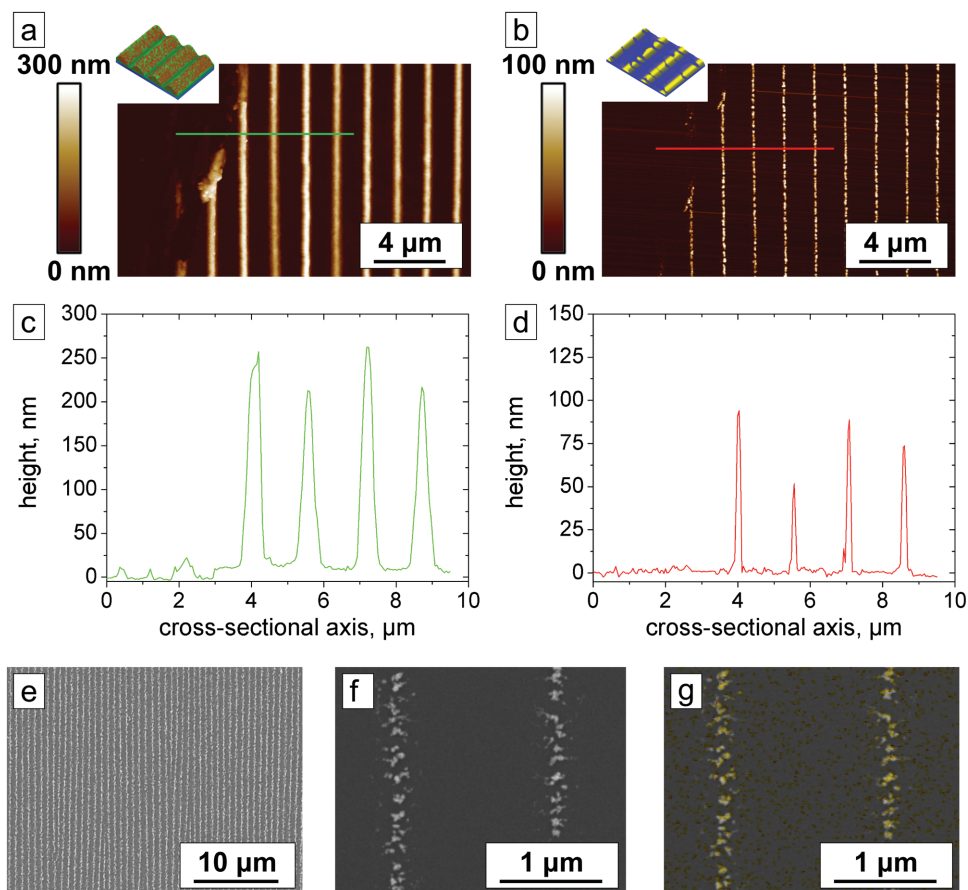 a
300 nm
0 nm
4 µm
b
100 nm
0 nm
4 µm
c
300
250
200
150
100
50
0
height, nm
0 2 4 6 8 10
cross-sectional axis, µm
d
150
125
100
75
50
25
0
height, nm
0 2 4 6 8 10
cross-sectional axis, µm
e
10 µm
f
1 µm
g
1 µm